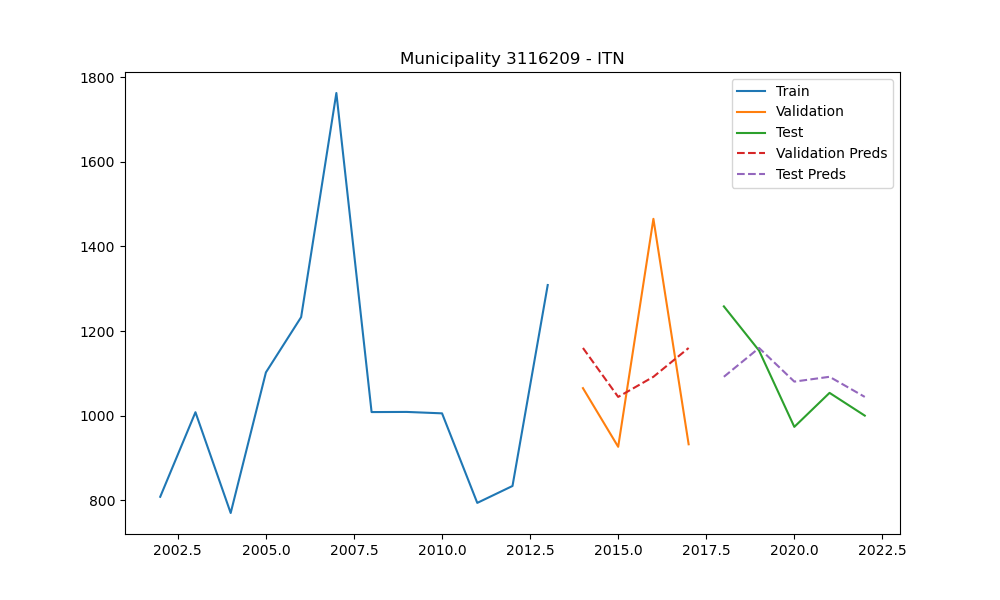 Municipality 3116209 - ITN
Train
Validation
Test
Validation Preds
Test Preds
1800
1600
1400
1200
1000
800
2002.5 2005.0 2007.5 2010.0 2012.5 2015.0 2017.5 2020.0 2022.5